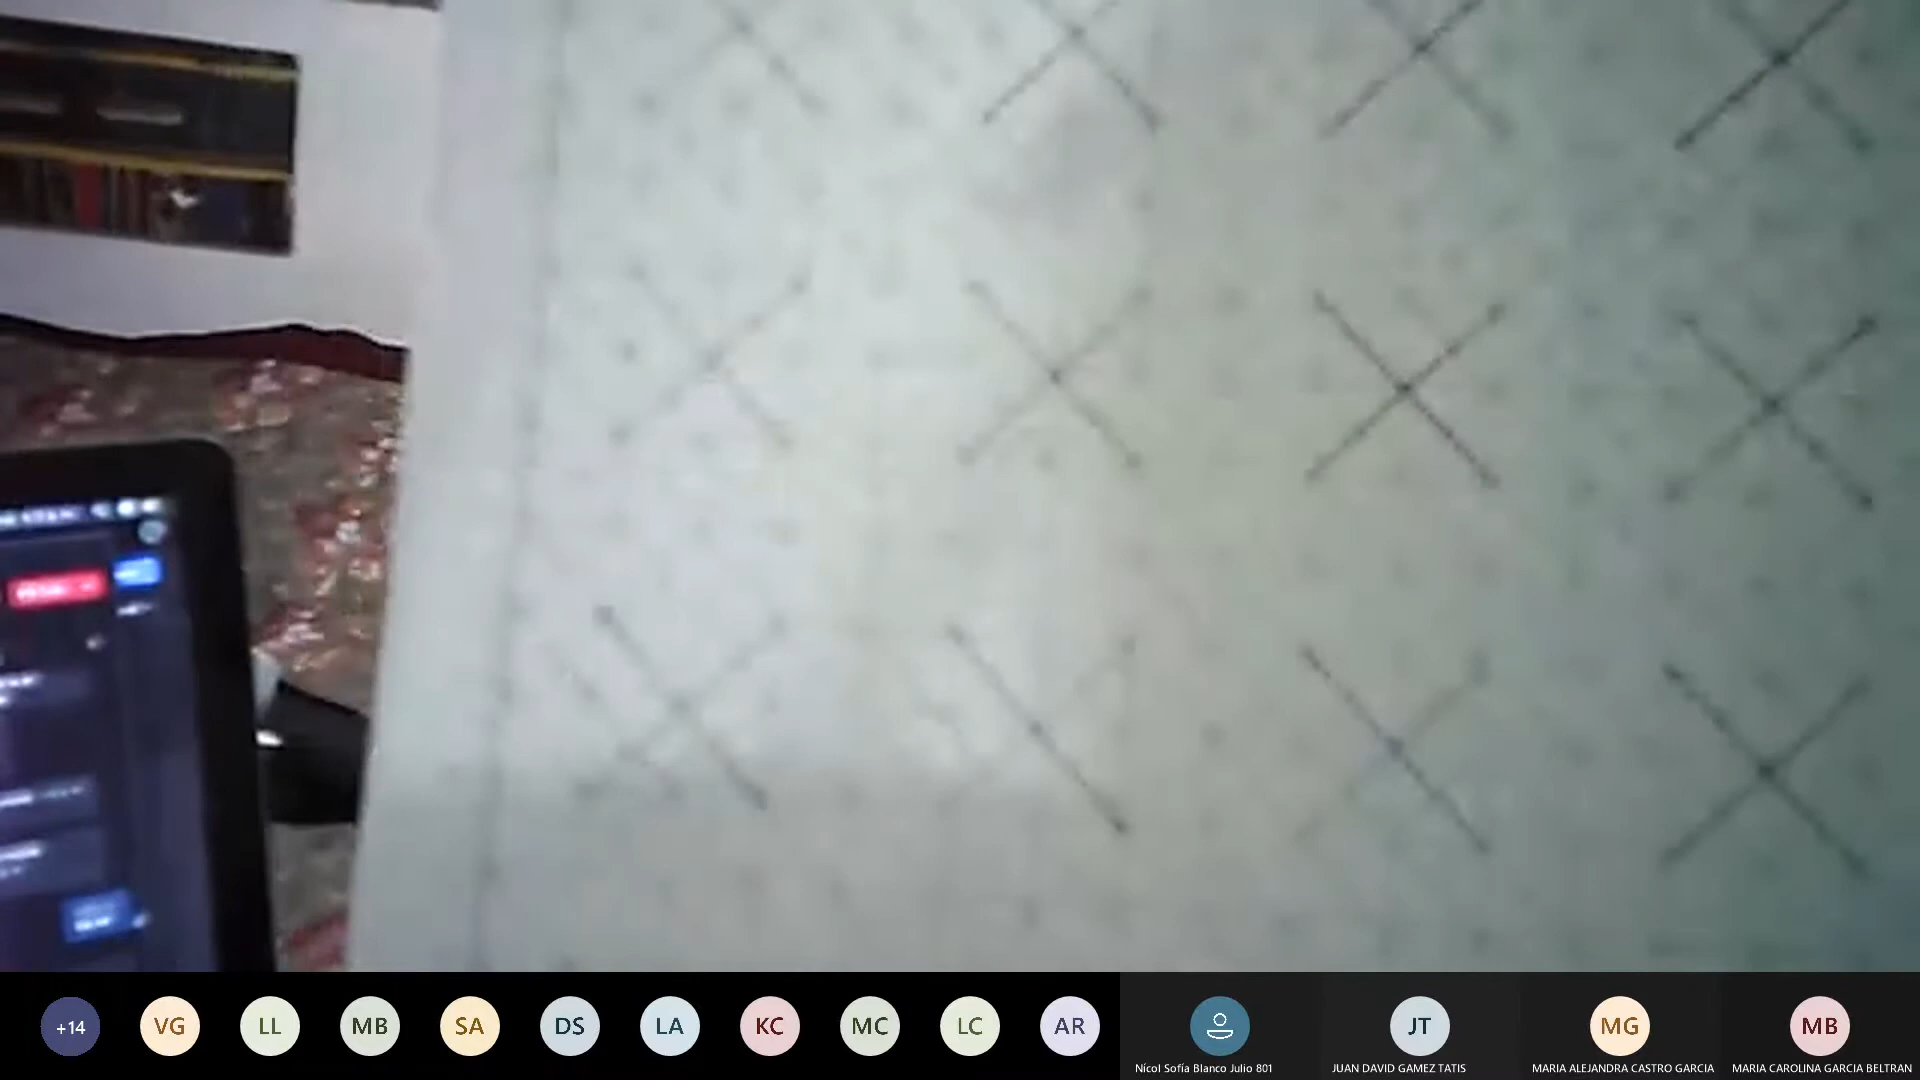 +14
VG
LL
MB
SA
DS
LA
KC
MC
LC
AR
JT
MG
MB
Nícol Sofía Blanco Julio 801
JUAN DAVID GAMEZ TATIS
MARIA ALEJANDRA CASTRO GARCIA
MARIA CAROLINA GARCIA BELTRAN